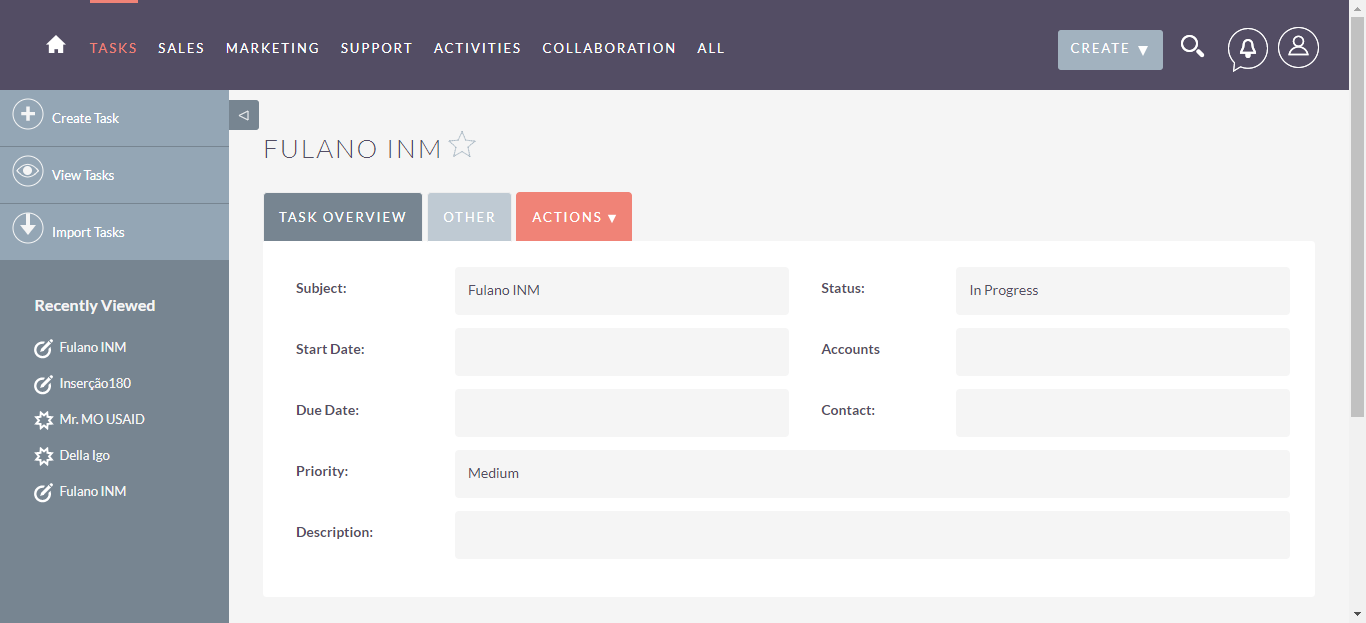 TASKS SALES MARKETING SUPPORT ACTIVITIES COLLABORATION ALL CREATE ▼
Create Task
View Tasks
Import Tasks
Recently Viewed
Fulano INM
Inserção180
Mr. MO USAID
Della Igo
Fulano INM
FULANO INM
TASK OVERVIEW OTHER ACTIONS ▼
Subject: Fulano INM Status: In Progress
Start Date: Accounts
Due Date: Contact:
Priority: Medium
Description: